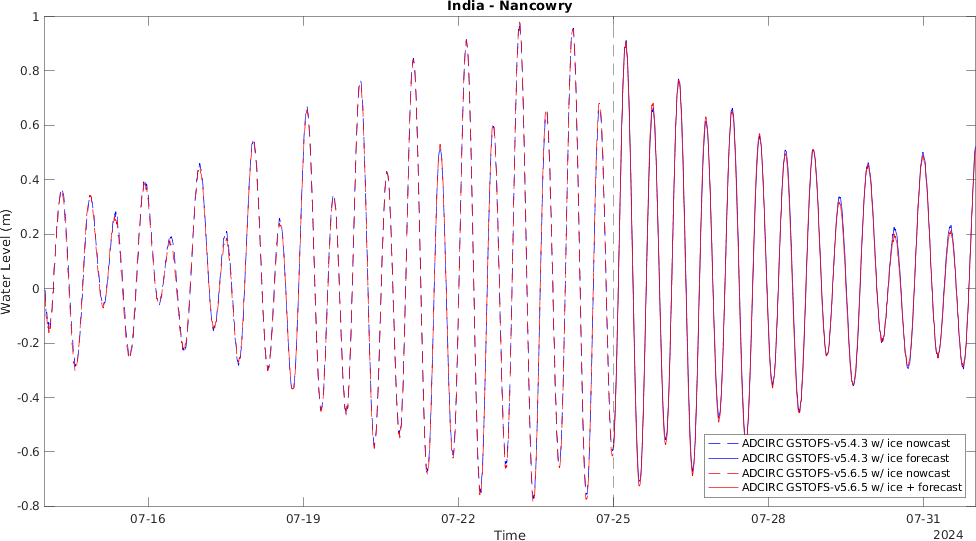 India - Nancowry
1
0.8
0.6
0.4
0.2
0
-0.2
-0.4
-0.6
-0.8
Water Level (m)
ADCIRC GSTOFS-v5.4.3 w/ ice nowcast
ADCIRC GSTOFS-v5.4.3 w/ ice forecast
ADCIRC GSTOFS-v5.6.5 w/ ice nowcast
ADCIRC GSTOFS-v5.6.5 w/ ice + forecast
07-16 07-19 07-22 07-25 07-28 07-31
Time 2024